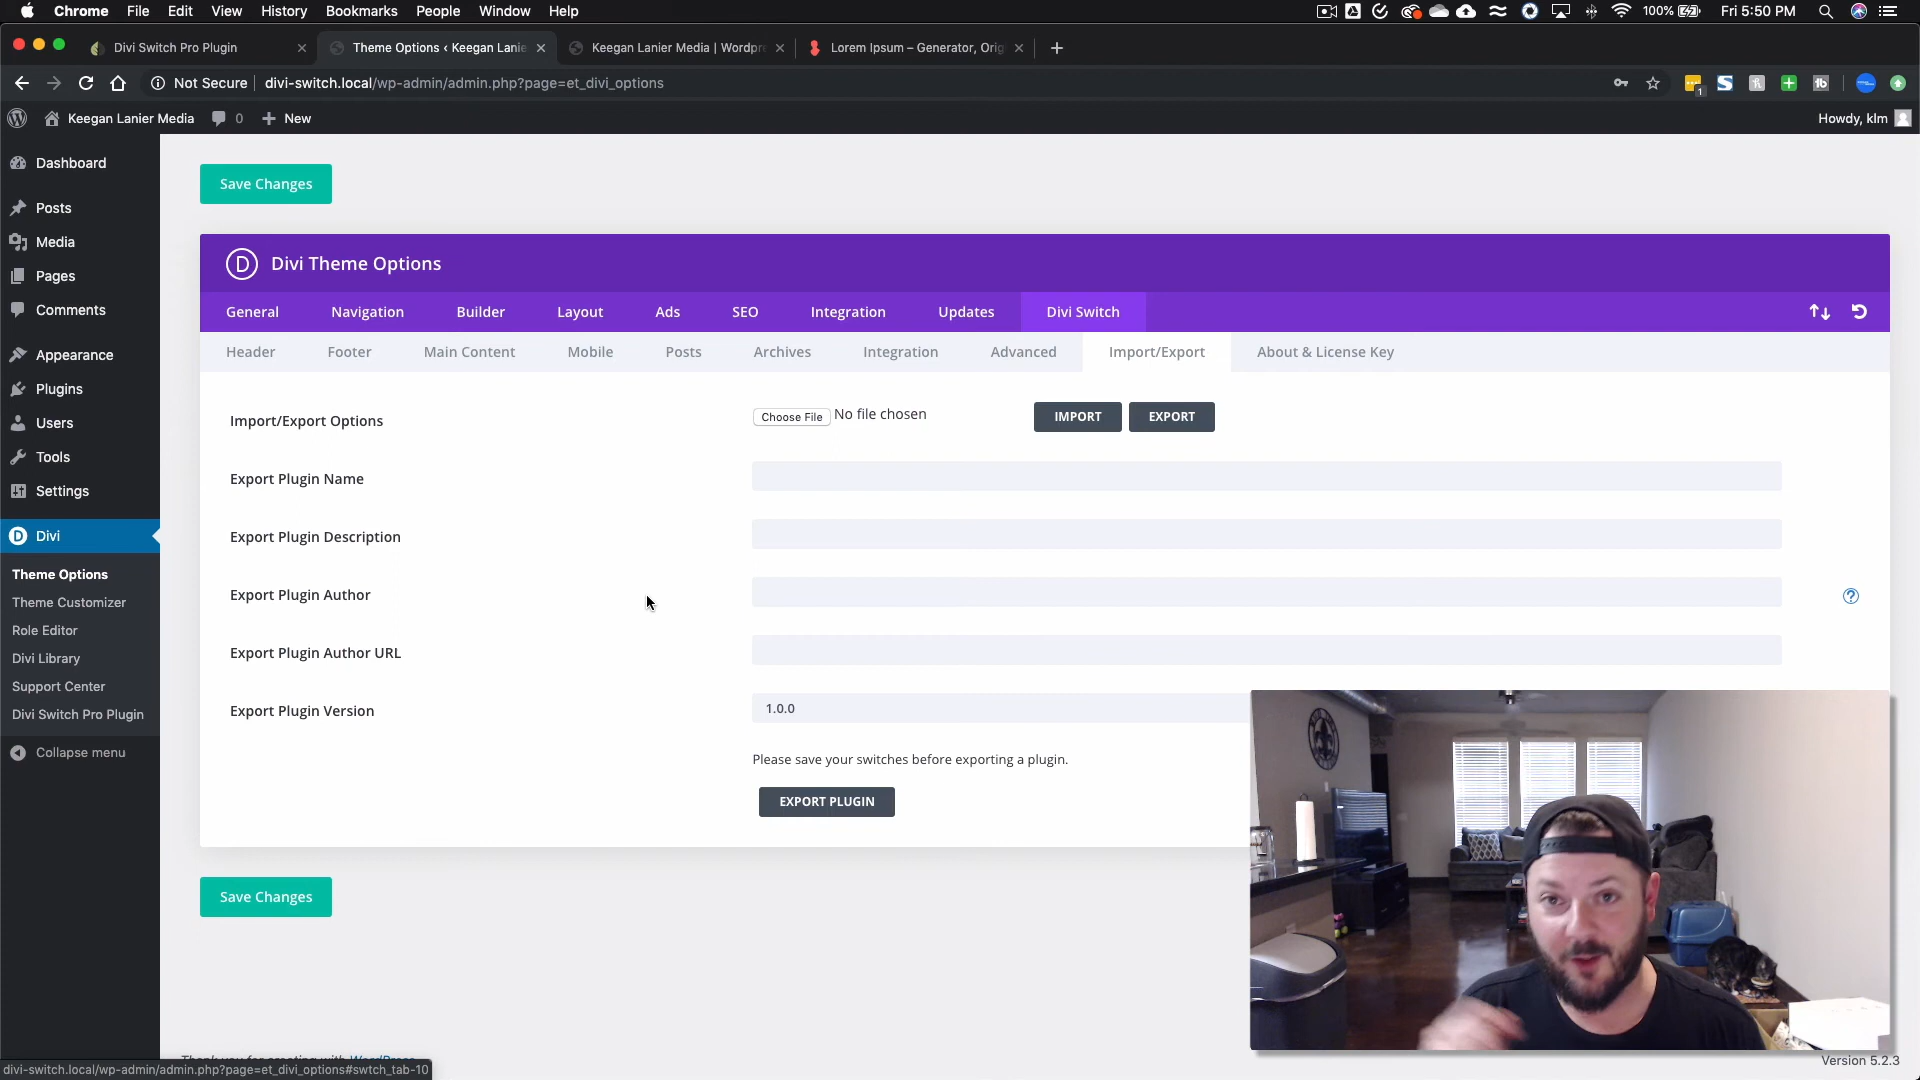 Chrome File Edit View History Bookmarks People Window Help 100% Fri 5:50 PM
Divi Switch Pro Plugin Theme Options ‹ Keegan Lanie Keegan Lanier Media | Wordpr Lorem Ipsum – Generator, Orig
Not Secure divi-switch.local/wp-admin/admin.php?page=et_divi_options 1
Keegan Lanier Media 0 New Howdy, klm
Dashboard
Posts
Media
Pages
Comments
Appearance
Plugins
Users
Tools
Settings
Divi
Theme Options
Theme Customizer
Role Editor
Divi Library
Support Center
Divi Switch Pro Plugin
Collapse menu
Save Changes
D Divi Theme Options
General Navigation Builder Layout Ads SEO Integration Updates Divi Switch
Header Footer Main Content Mobile Posts Archives Integration Advanced Import/Export About & License Key
Import/Export Options Choose File No file chosen IMPORT EXPORT
Export Plugin Name
Export Plugin Description
Export Plugin Author ?
Export Plugin Author URL
Export Plugin Version 1.0.0
Please save your switches before exporting a plugin.
EXPORT PLUGIN
Save Changes
Thank you for creating with WordPress
Version 5.2.3
divi-switch.local/wp-admin/admin.php?page=et_divi_options#swtch_tab-10